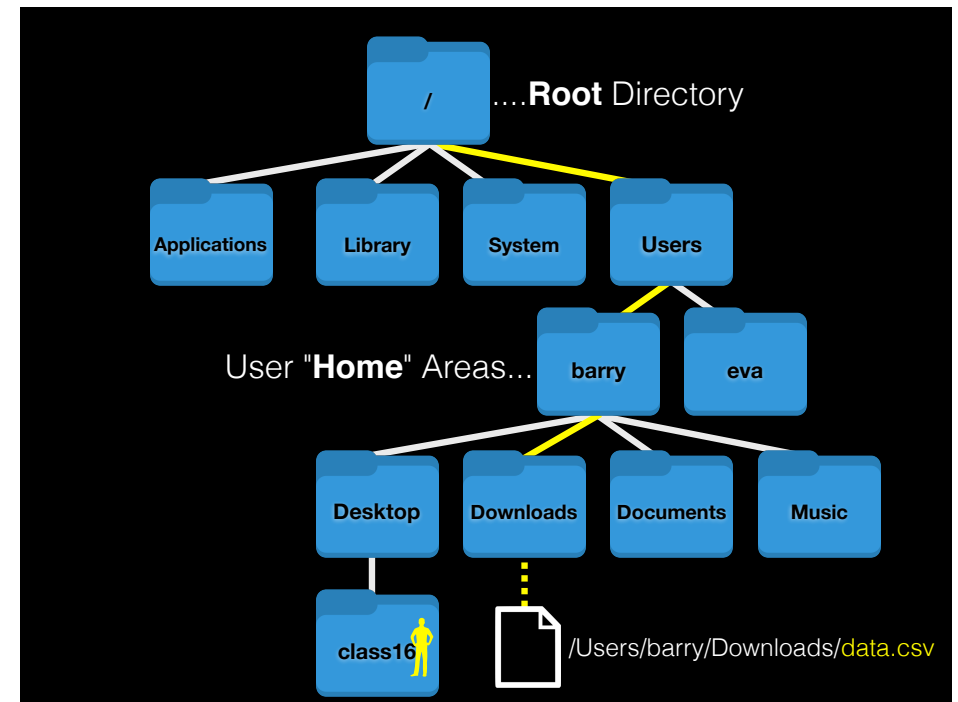 /
....Root Directory
Applications
Library
System
Users
User "Home" Areas...
barry
eva
Desktop
Downloads
Documents
Music
class16
/Users/barry/Downloads/data.csv